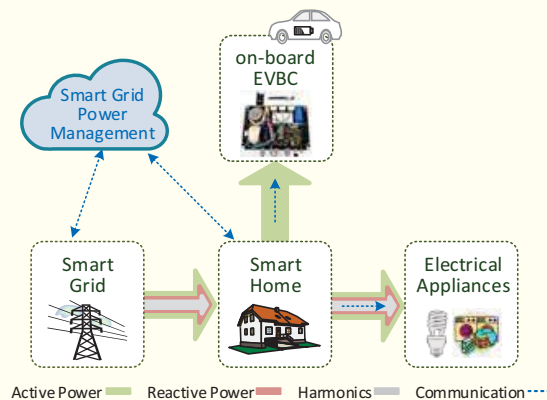 on-board
EVBC
Smart Grid
Power
Management
Smart
Grid
Smart
Home
Electrical
Appliances
Active Power Reactive Power Harmonics Communication